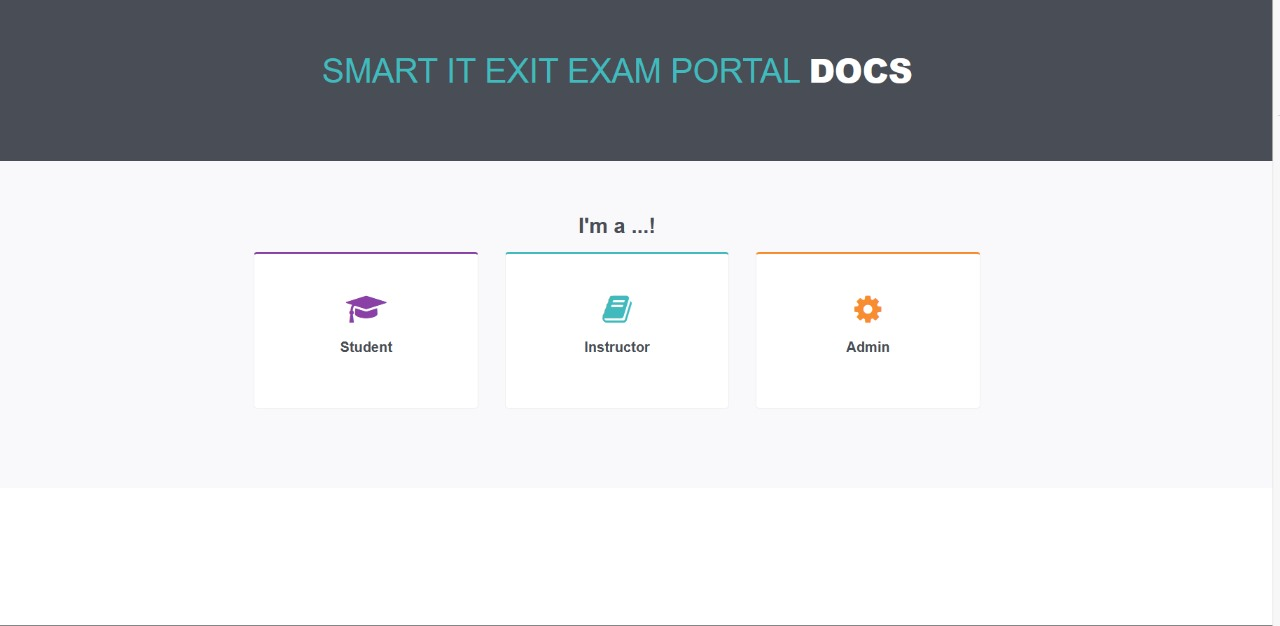 SMART IT EXIT EXAM PORTAL DOCS
I'm a ...!
Student
Instructor
Admin